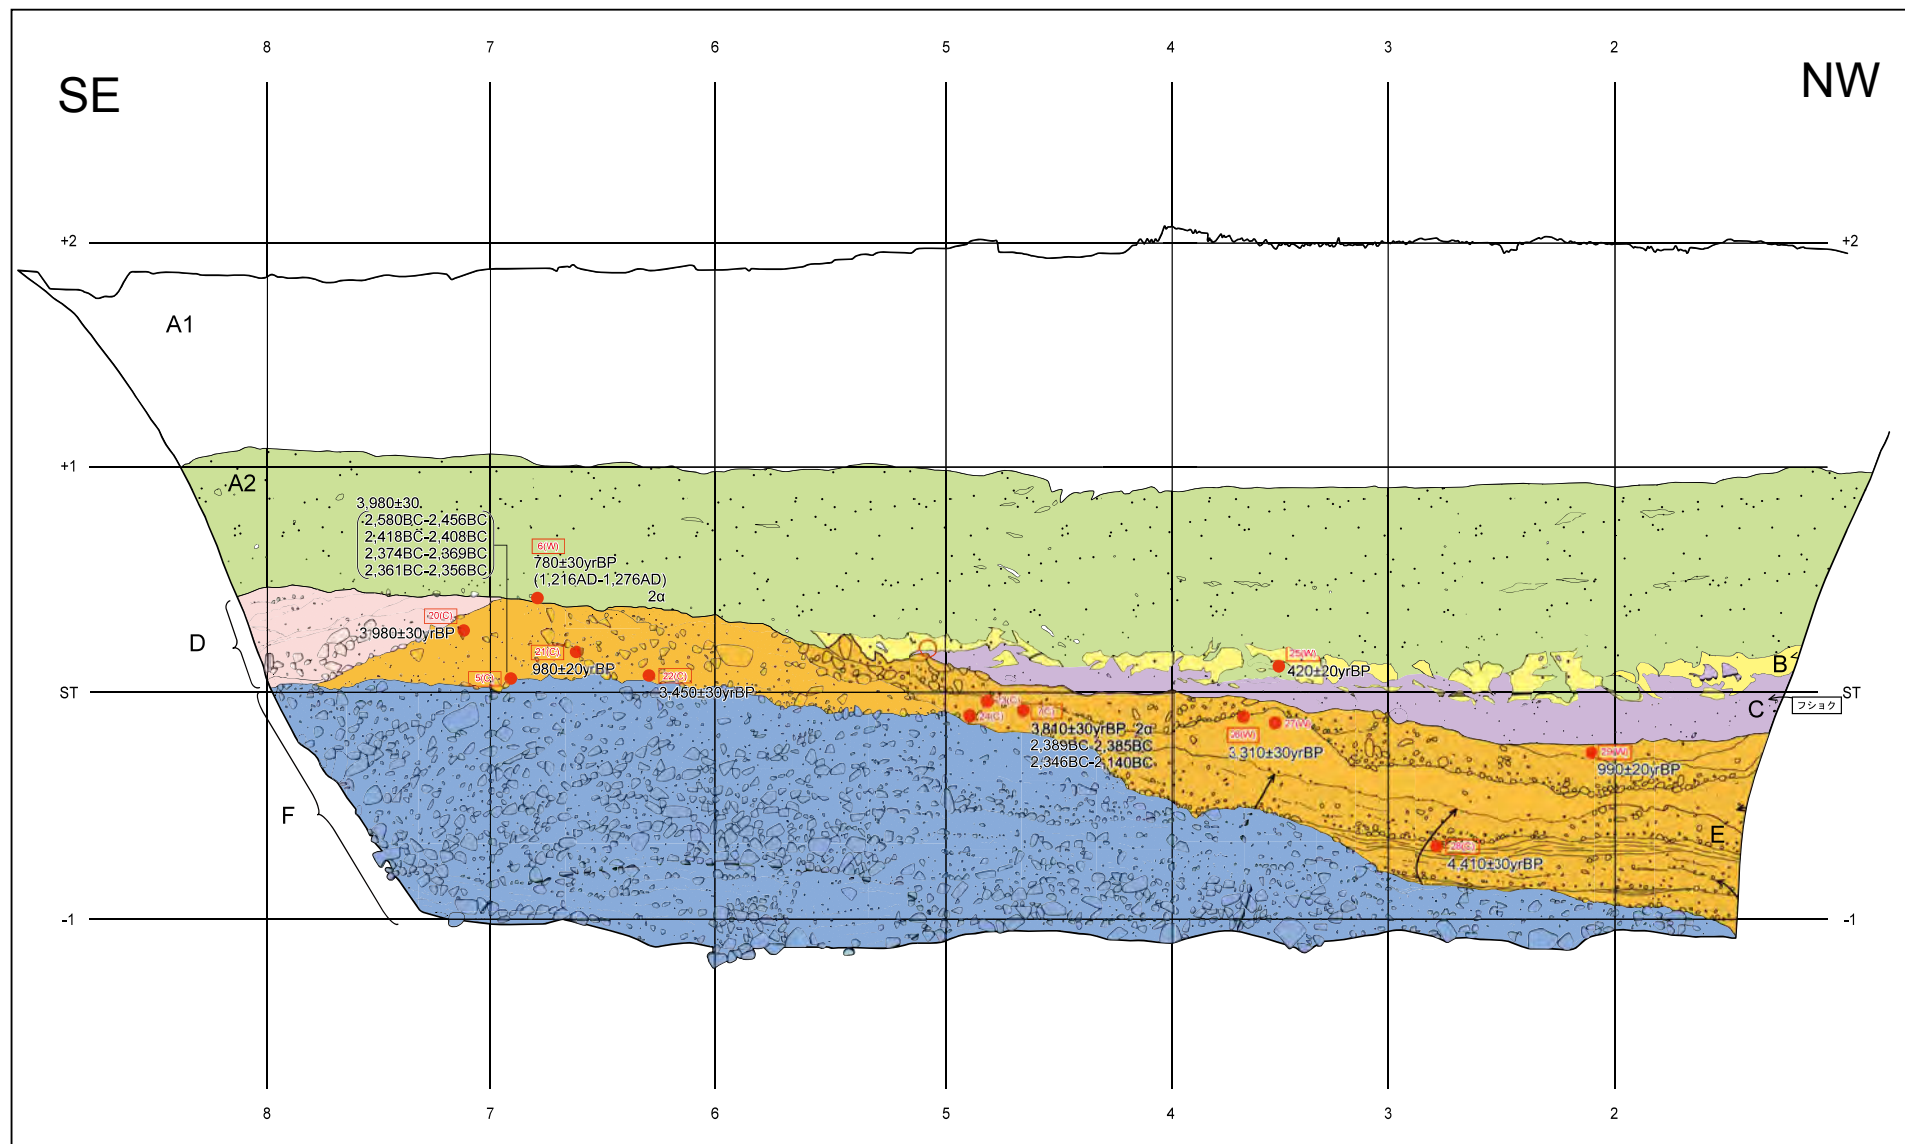 8 7 6 5 4 3 2
SE
NW
+2
+2
A1
+1
A2
3,980±30
2,580BC-2,456BC
2,418BC-2,408BC
2,374BC-2,369BC
2,361BC-2,356BC
6(W)
780±30yrBP
(1,216AD-1,276AD)
2α
20(C)
3,980±30yrBP
D
21(C)
980±20yrBP
5(C)
22(C)
3,450±30yrBP
25(W)
420±20yrBP
B
ST
ST
C
フショク
24(C)
7(C)
3,810±30yrBP 2α
2,389BC-2,385BC
2,346BC-2,140BC
26(W)
27(W)
3,310±30yrBP
29(W)
990±20yrBP
F
E
4,410±30yrBP
-1
-1
8 7 6 5 4 3 2